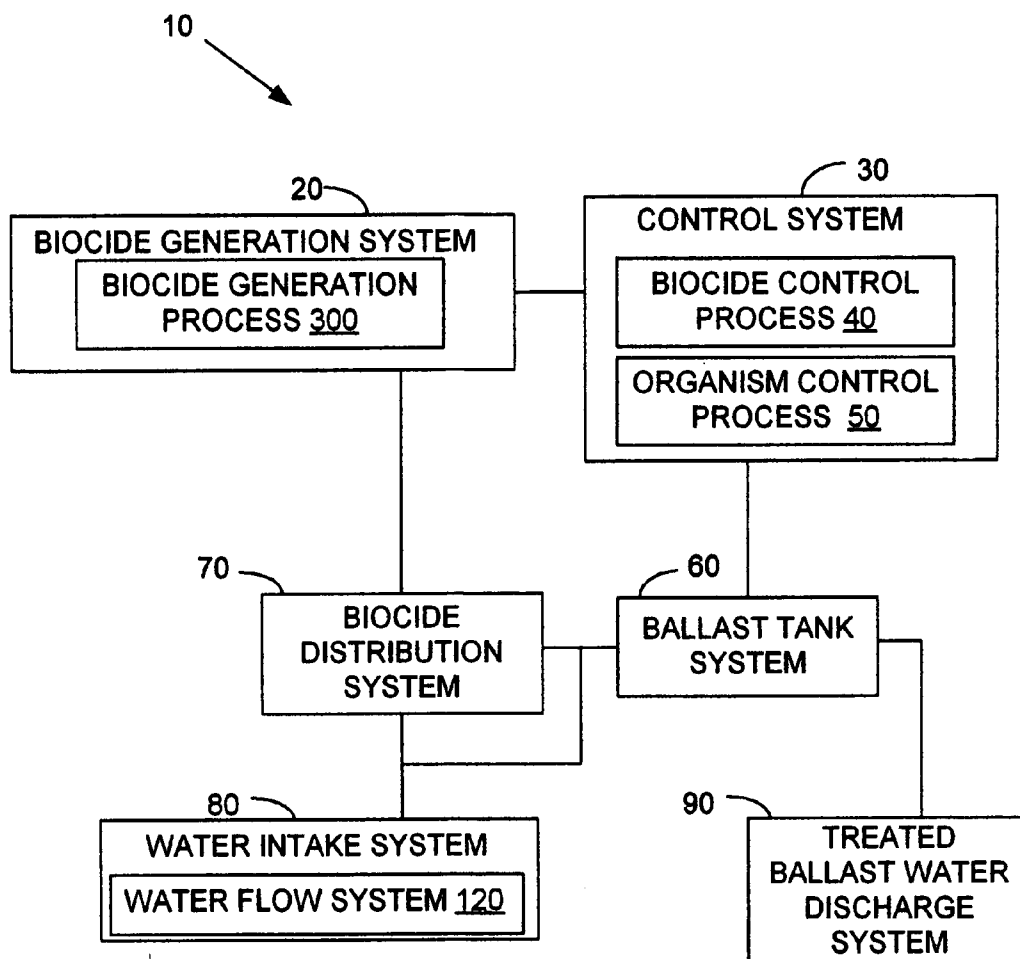 10
20
BIOCIDE GENERATION SYSTEM
BIOCIDE GENERATION
PROCESS 300
30
CONTROL SYSTEM
BIOCIDE CONTROL
PROCESS 40
ORGANISM CONTROL
PROCESS 50
70
BIOCIDE
DISTRIBUTION
SYSTEM
60
BALLAST TANK
SYSTEM
80
WATER INTAKE SYSTEM
WATER FLOW SYSTEM 120
90
TREATED
BALLAST WATER
DISCHARGE
SYSTEM